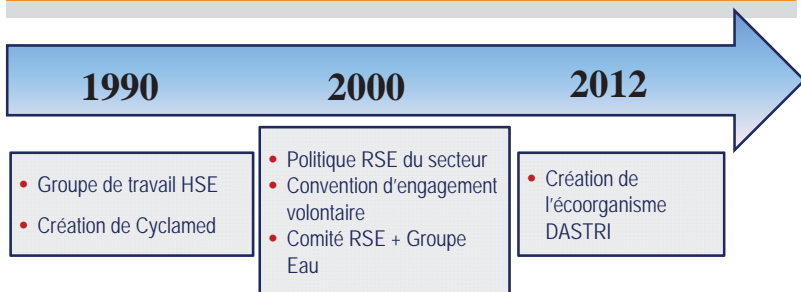 1990
2000
2012
• Groupe de travail HSE
• Création de Cyclamed
• Politique RSE du secteur
• Convention d'engagement
volontaire
• Comité RSE + Groupe
Eau
• Création de
l'écoorganisme
DASTRI